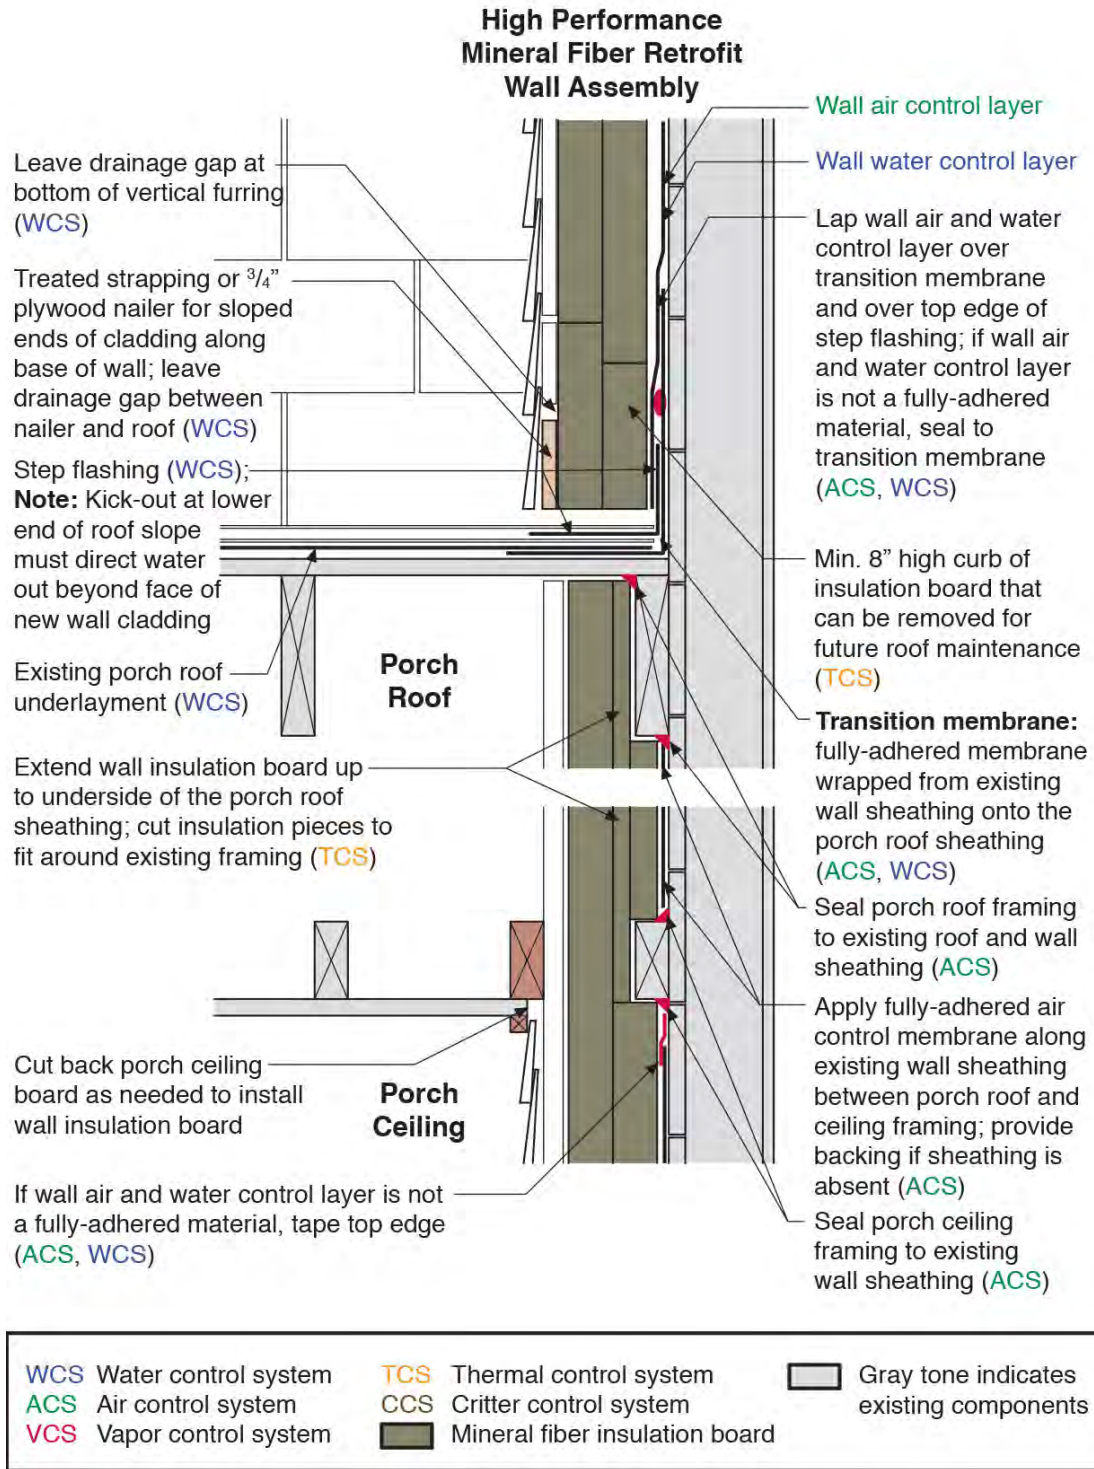 High Performance
Mineral Fiber Retrofit
Wall Assembly
Leave drainage gap at
bottom of vertical furring
(WCS)
Treated strapping or 3/4”
plywood nailer for sloped
ends of cladding along
base of wall; leave
drainage gap between
nailer and roof (WCS)
Step flashing (WCS);
Note: Kick-out at lower
end of roof slope
must direct water
out beyond face of
new wall cladding
Existing porch roof
underlayment (WCS)
Porch
Roof
Extend wall insulation board up
to underside of the porch roof
sheathing; cut insulation pieces to
fit around existing framing (TCS)
Cut back porch ceiling
board as needed to install
wall insulation board
Porch
Ceiling
If wall air and water control layer is not
a fully-adhered material, tape top edge
(ACS, WCS)
Wall air control layer
Wall water control layer
Lap wall air and water
control layer over
transition membrane
and over top edge of
step flashing; if wall air
and water control layer
is not a fully-adhered
material, seal to
transition membrane
(ACS, WCS)
Min. 8” high curb of
insulation board that
can be removed for
future roof maintenance
(TCS)
Transition membrane:
fully-adhered membrane
wrapped from existing
wall sheathing onto the
porch roof sheathing
(ACS, WCS)
Seal porch roof framing
to existing roof and wall
sheathing (ACS)
Apply fully-adhered air
control membrane along
existing wall sheathing
between porch roof and
ceiling framing; provide
backing if sheathing is
absent (ACS)
Seal porch ceiling
framing to existing
wall sheathing (ACS)
WCS Water control system
ACS Air control system
VCS Vapor control system
TCS Thermal control system
CCS Critter control system
Mineral fiber insulation board
Gray tone indicates
existing components